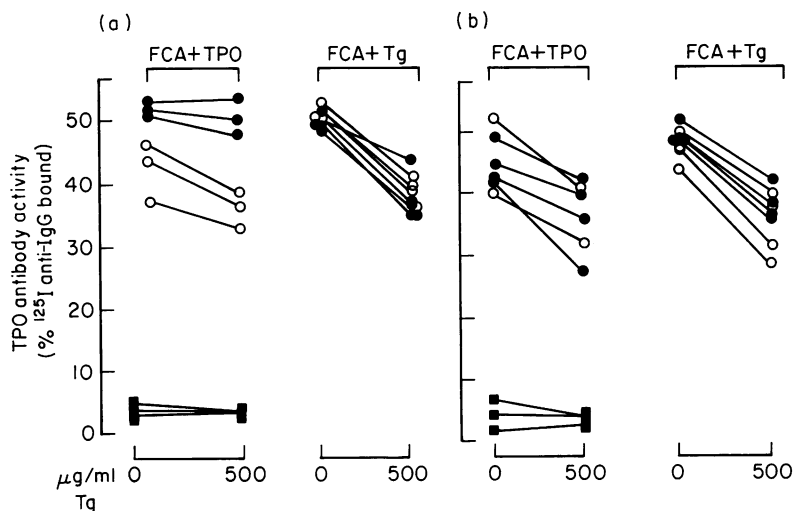 (a)
(b)
FCA+TPO
FCA+Tg
FCA+TPO
FCA+Tg
TPO antibody activity
(% ¹²⁵I anti-IgG bound)
50
40
30
20
10
0
μg/ml
Tg
0 500
0 500
0 500
0 500